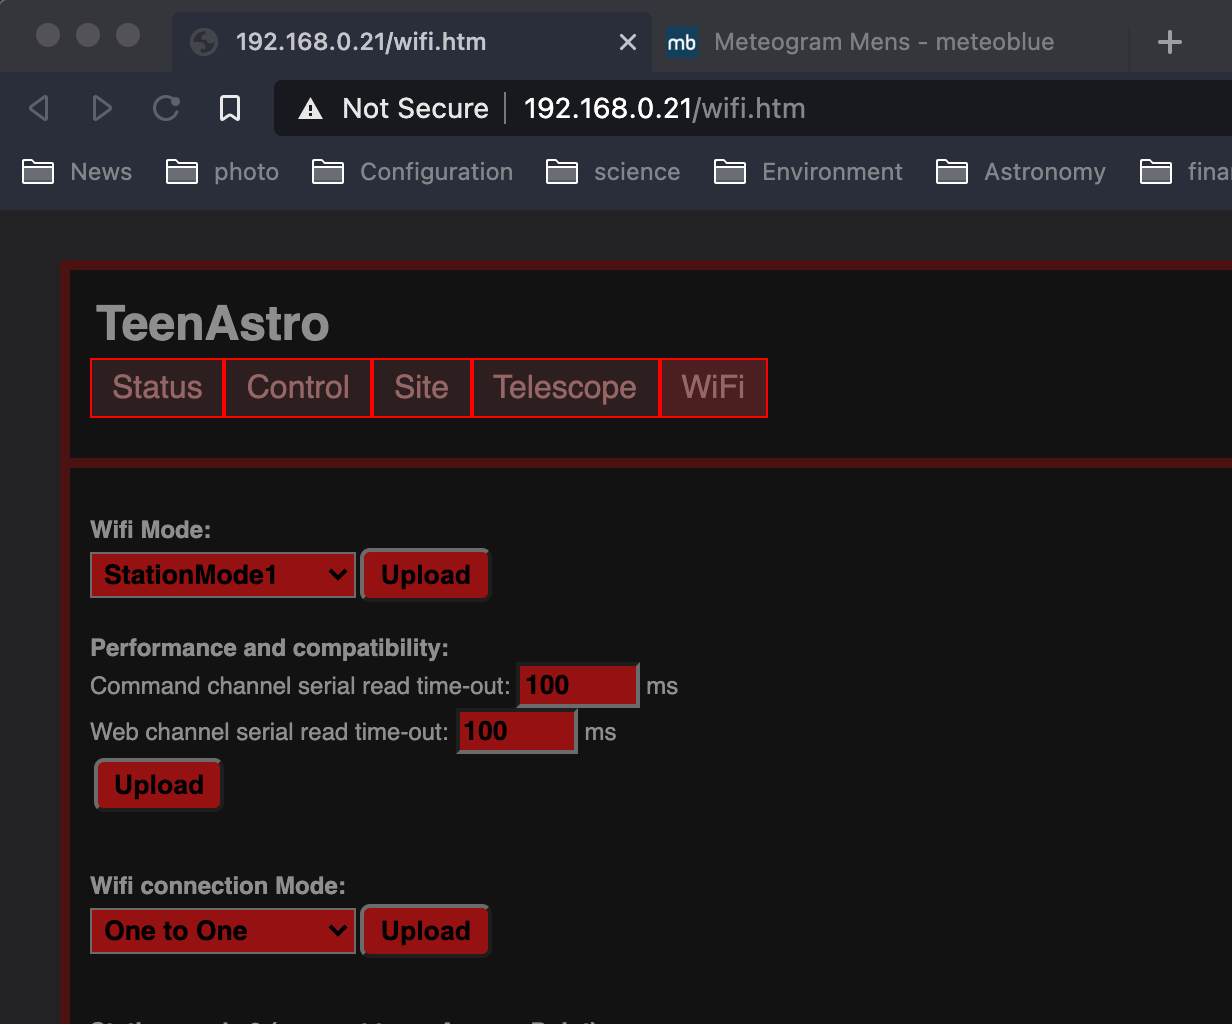 192.168.0.21/wifi.htm
mb Meteogram Mens - meteoblue
Not Secure 192.168.0.21/wifi.htm
News photo Configuration science Environment Astronomy
TeenAstro
Status Control Site Telescope WiFi
Wifi Mode:
StationMode1 Upload
Performance and compatibility:
Command channel serial read time-out: 100 ms
Web channel serial read time-out: 100 ms
Upload
Wifi connection Mode:
One to One Upload